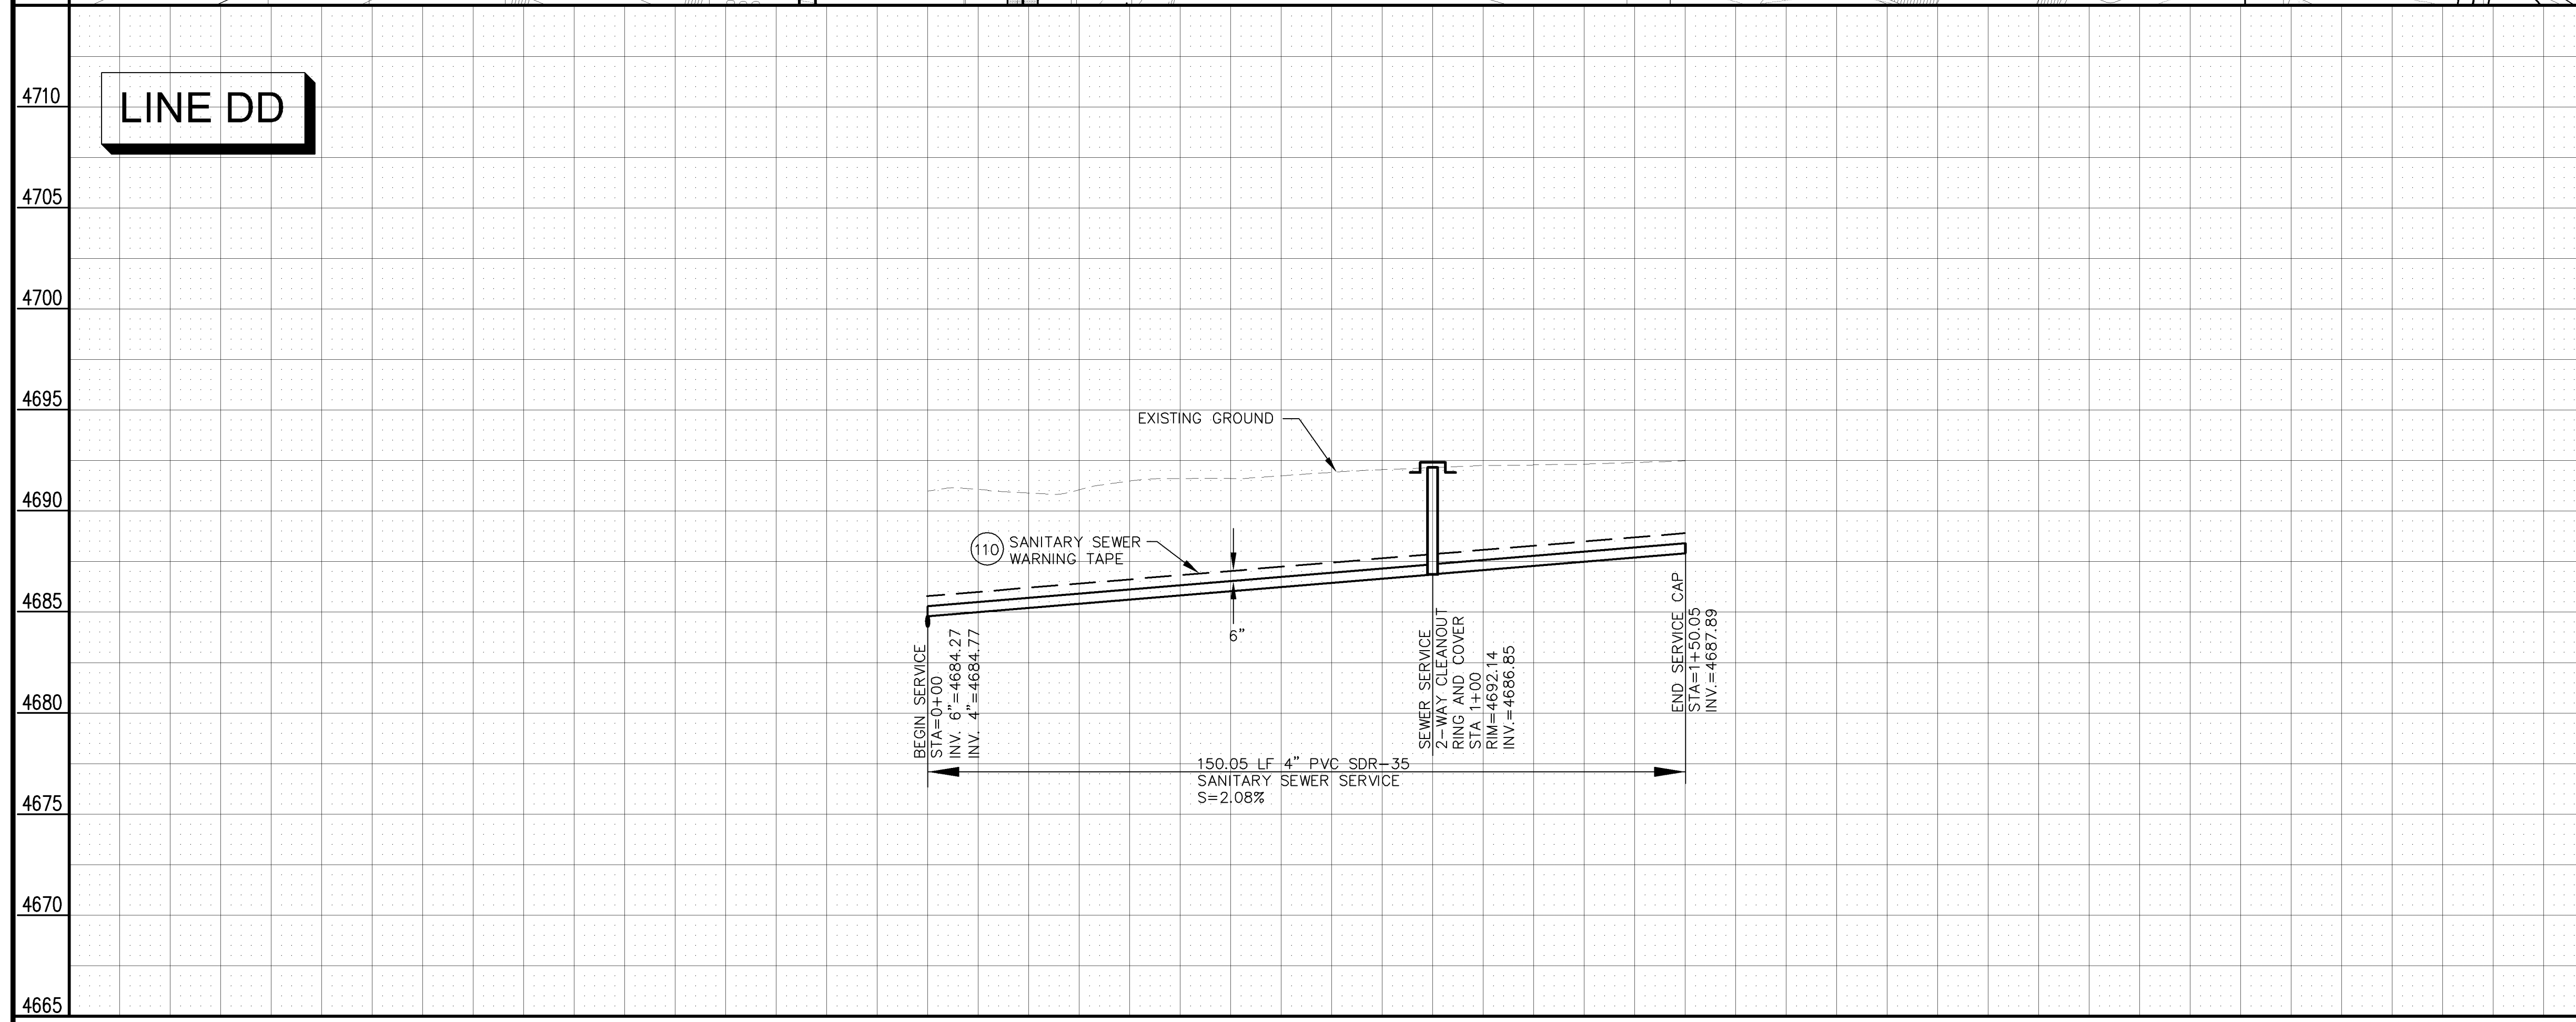 4710
LINE DD
4705
4700
4695
EXISTING GROUND
4690
110
SANITARY SEWER
WARNING TAPE
4685
6"
BEGIN SERVICE
STA=0+00
INV. 6"=4684.27
INV. 4"=4684.77
SEWER SERVICE
2-WAY CLEANOUT
RING AND COVER
STA 1+00
RIM=4692.14
INV.=4686.85
END SERVICE CAP
STA=1+50.05
INV.=4687.89
4680
150.05 LF 4" PVC SDR-35
SANITARY SEWER SERVICE
S=2.08%
4675
4670
4665